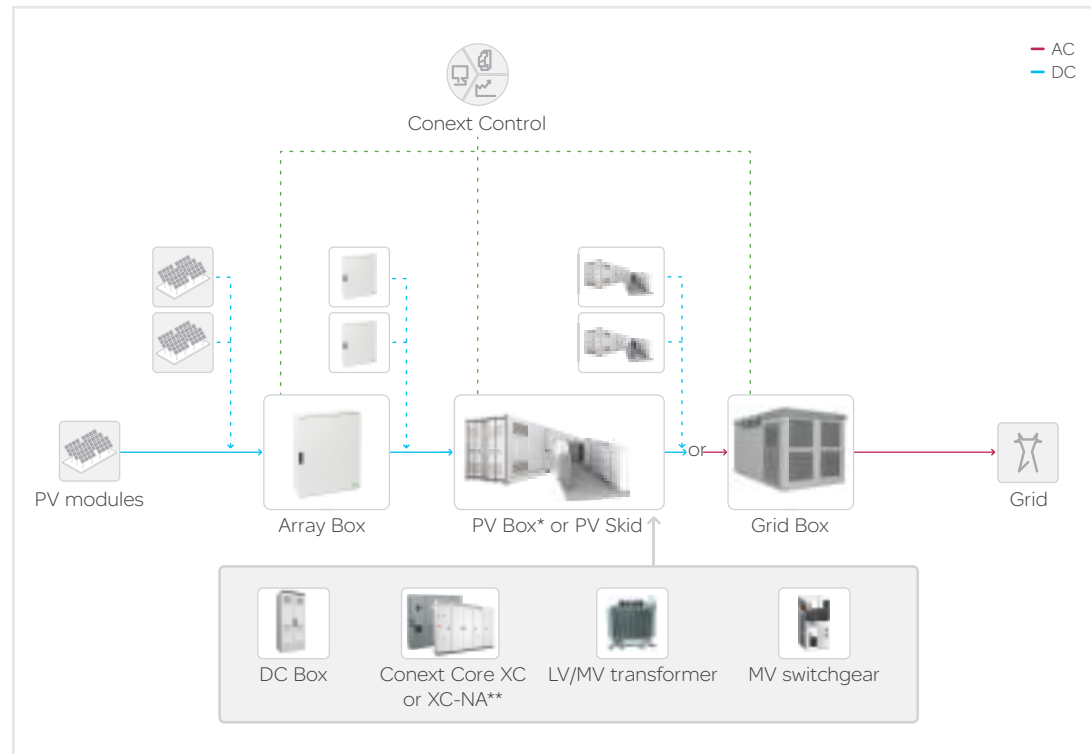 AC
DC
Conext Control
or
PV modules
Array Box
PV Box* or PV Skid
Grid Box
Grid
DC Box
Conext Core XC
or XC-NA**
LV/MV transformer
MV switchgear